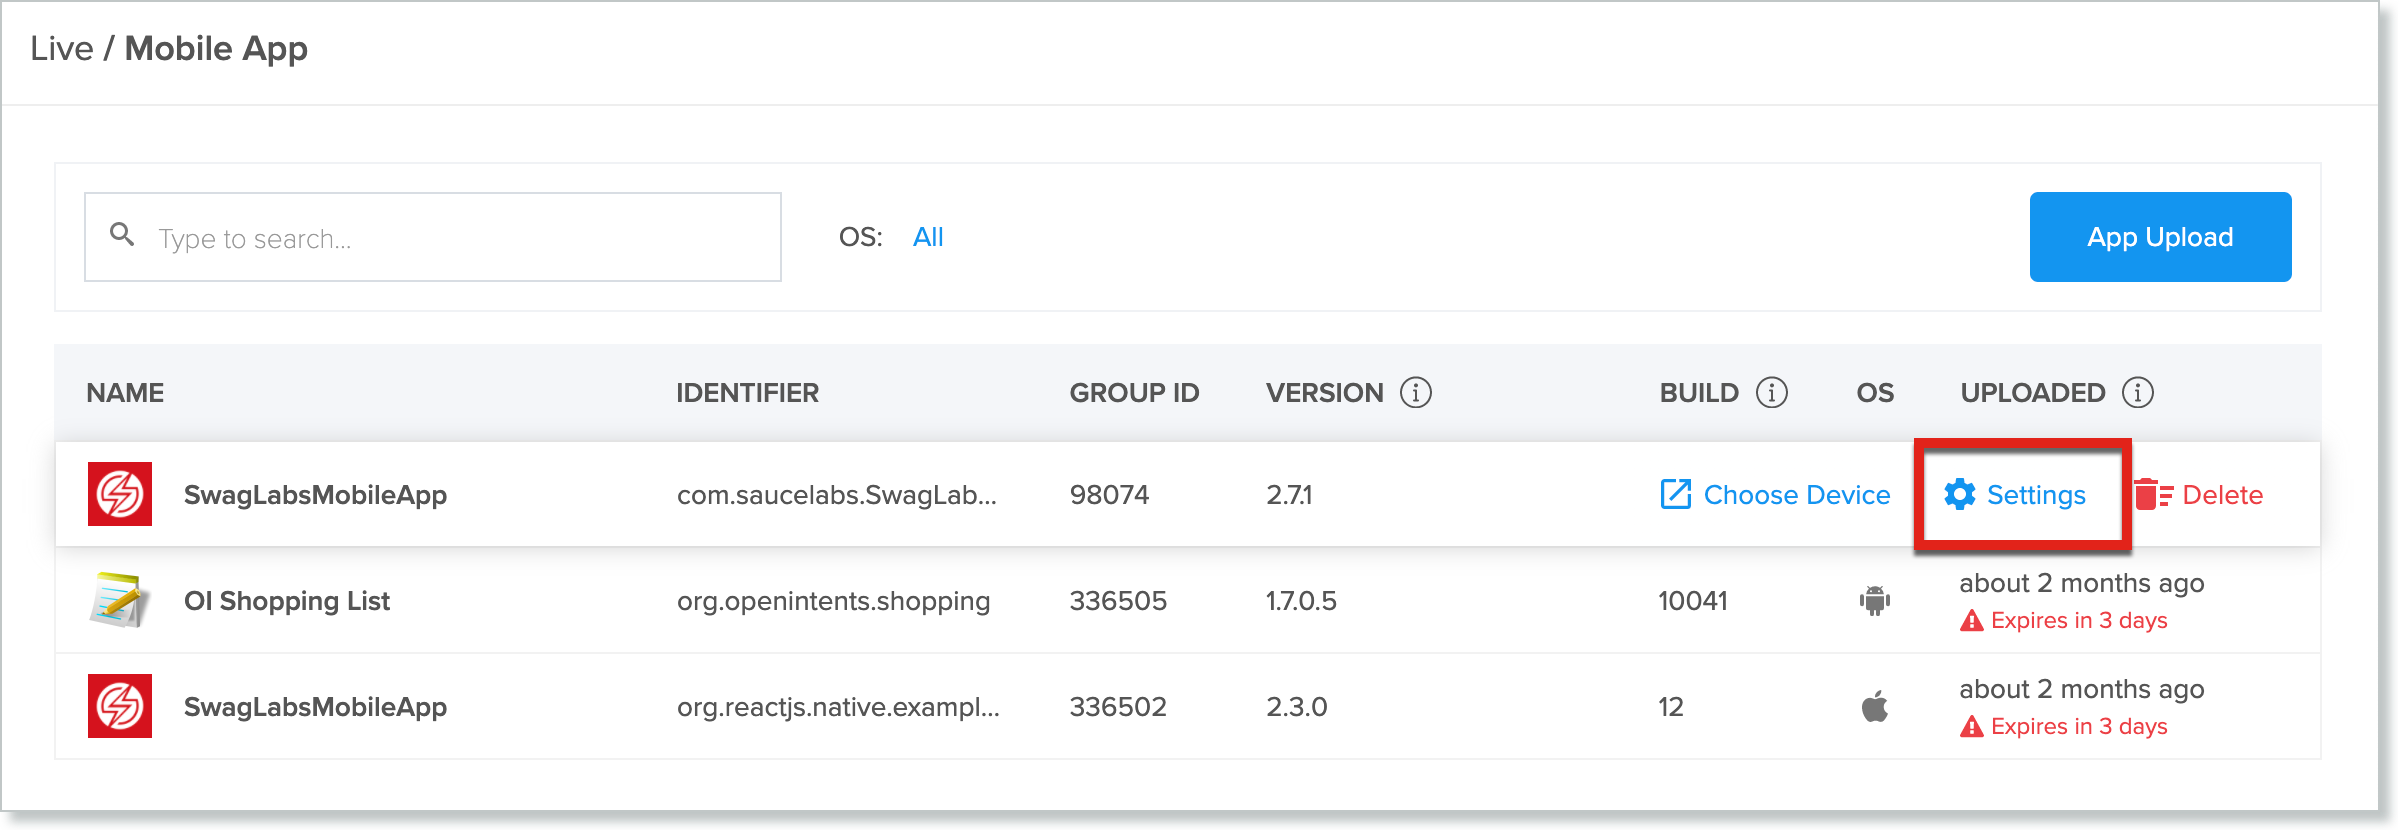 Live / Mobile App
Type to search...
OS: All
App Upload
NAME IDENTIFIER GROUP ID VERSION BUILD OS UPLOADED
SwagLabsMobileApp com.saucelabs.SwagLab... 98074 2.7.1 Choose Device Settings Delete
OI Shopping List org.openintents.shopping 336505 1.7.0.5 10041 about 2 months ago
Expires in 3 days
SwagLabsMobileApp org.reactjs.native.exampl... 336502 2.3.0 12 about 2 months ago
Expires in 3 days